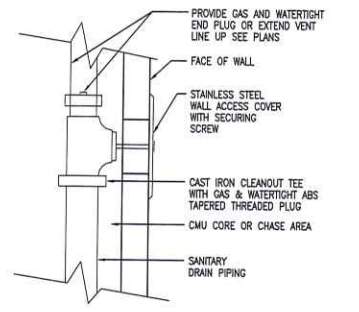 PROVIDE GAS AND WATERTIGHT
END PLUG OR EXTEND VENT
LINE UP SEE PLANS
FACE OF WALL
STAINLESS STEEL
WALL ACCESS COVER
WITH SECURING
SCREW
CAST IRON CLEANOUT TEE
WITH GAS & WATERTIGHT ABS
TAPERED THREADED PLUG
CMU CORE OR CHASE AREA
SANITARY
DRAIN PIPING